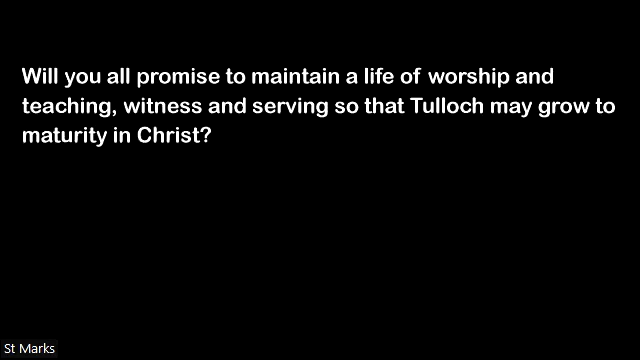 Will you all promise to maintain a life of worship and
teaching, witness and serving so that Tulloch may grow to
maturity in Christ?
St Marks